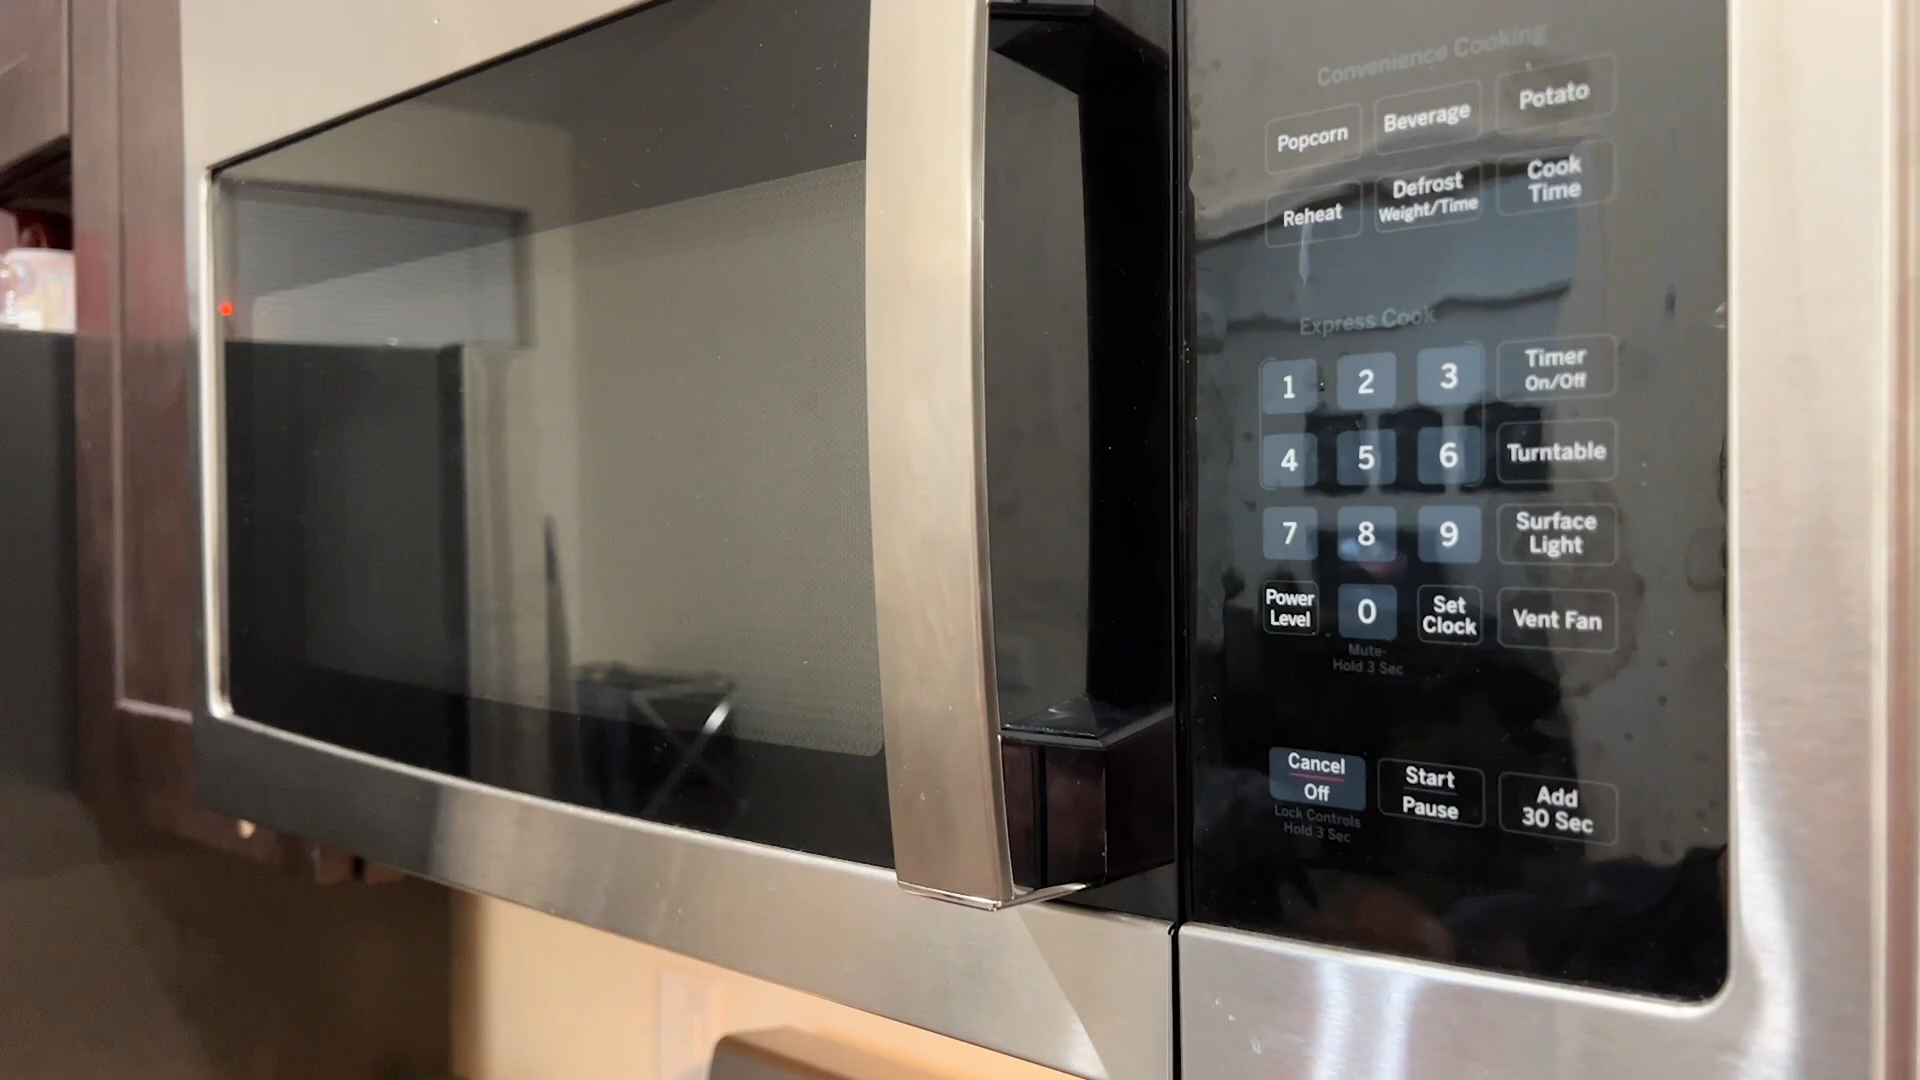 Convenience Cooking
Popcorn
Beverage
Potato
Reheat
Defrost
Weight/Time
Cook
Time
Express Cook
1
2
3
Timer
On/Off
4
5
6
Turntable
7
8
9
Surface
Light
Power
Level
0
Set
Clock
Vent Fan
Mute-
Hold 3 Sec
Cancel
Off
Start
Pause
Add
30 Sec
Lock Controls
Hold 3 Sec